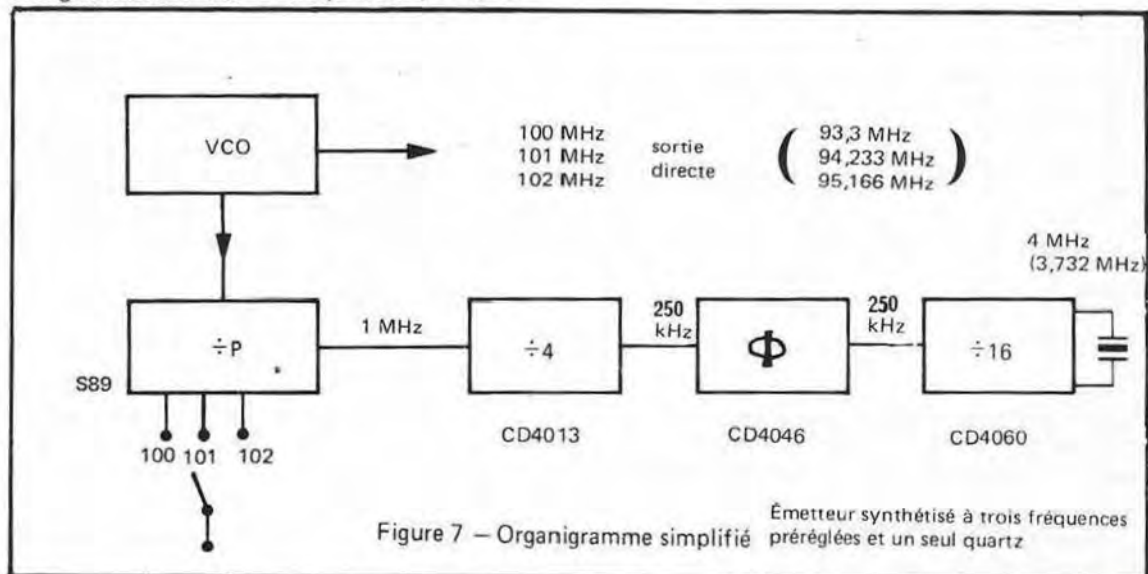 VCO
100 MHz
101 MHz
102 MHz
sortie
directe
93,3 MHz
94,233 MHz
95,166 MHz
4 MHz
(3,732 MHz)
÷P
1 MHz
÷4
250
kHz
Φ
250
kHz
÷16
S89
100 101 102
CD4013
CD4046
CD4060
Figure 7 — Organigramme simplifié
Émetteur synthétisé à trois fréquences
préréglées et un seul quartz